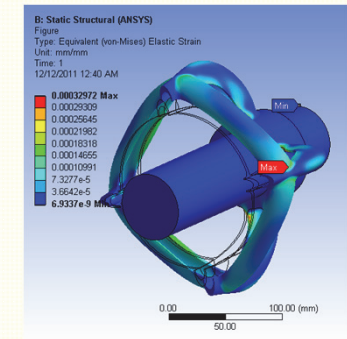 B: Static Structural (ANSYS)
Figure
Type: Equivalent (von-Mises) Elastic Strain
Unit: mm/mm
Time: 1
12/12/2011 12:40 AM
0.00032972 Max
0.00029309
0.00025645
0.00021982
0.00018318
0.00014655
0.00010991
7.3277e-5
3.6642e-5
6.9337e-9 Min
Min
Max
0.00 100.00 (mm)
50.00